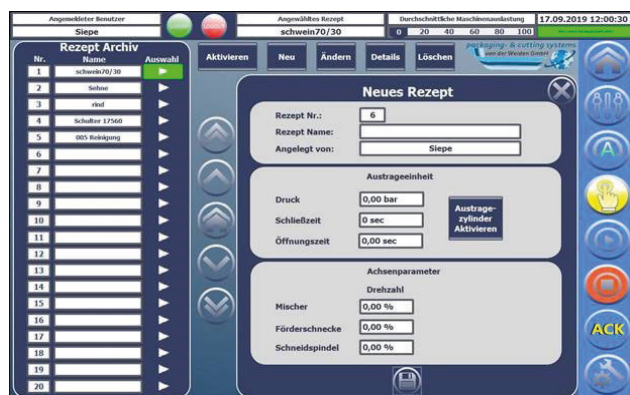 Angemeldeter Benutzer
Siepe
Angewähltes Rezept
schwein70/30
Durchschnittliche Maschinenauslastung
0 20 40 60 80 100
17.09.2019 12:00:30
Rezept Archiv
Nr. Name Auswahl
1 schwein70/30
2 Sehne
3 rind
4 Schulter 17560
5 005 Reinigung
6
7
8
9
10
11
12
13
14
15
16
17
18
19
20
Aktivieren Neu Ändern Details Löschen
packaging- & cutting systems
von der Weiden GmbH
Neues Rezept
Rezept Nr.: 6
Rezept Name:
Angelegt von: Siepe
Austrageeinheit
Druck 0,00 bar
Schließzeit 0 sec
Öffnungszeit 0,00 sec
Austrage-
zylinder
Aktivieren
Achsenparameter
Drehzahl
Mischer 0,00 %
Förderschnecke 0,00 %
Schneidspindel 0,00 %
A
ACK